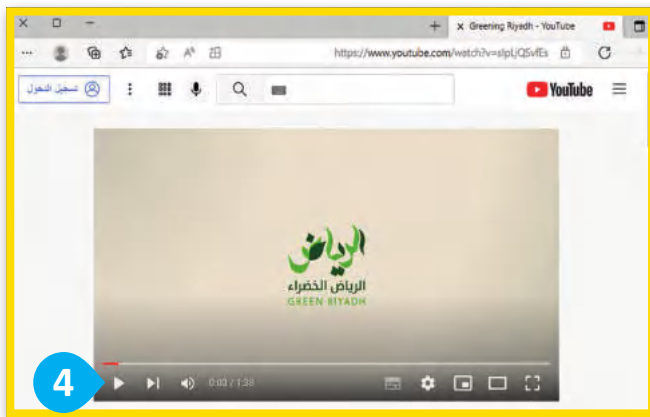 Greening Riyadh - YouTube
https://www.youtube.com/watch?v=slpLjQSvfEs
تسجيل الدخول
YouTube
الرياض
الرياض الخضراء
GREEN RIYADH
4
0:03 / 1:38